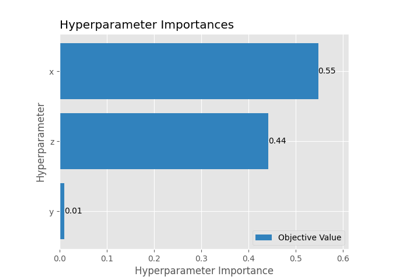 Hyperparameter Importances
x
0.55
z
0.44
y
0.01
Hyperparameter
Objective Value
0.0 0.1 0.2 0.3 0.4 0.5 0.6
Hyperparameter Importance